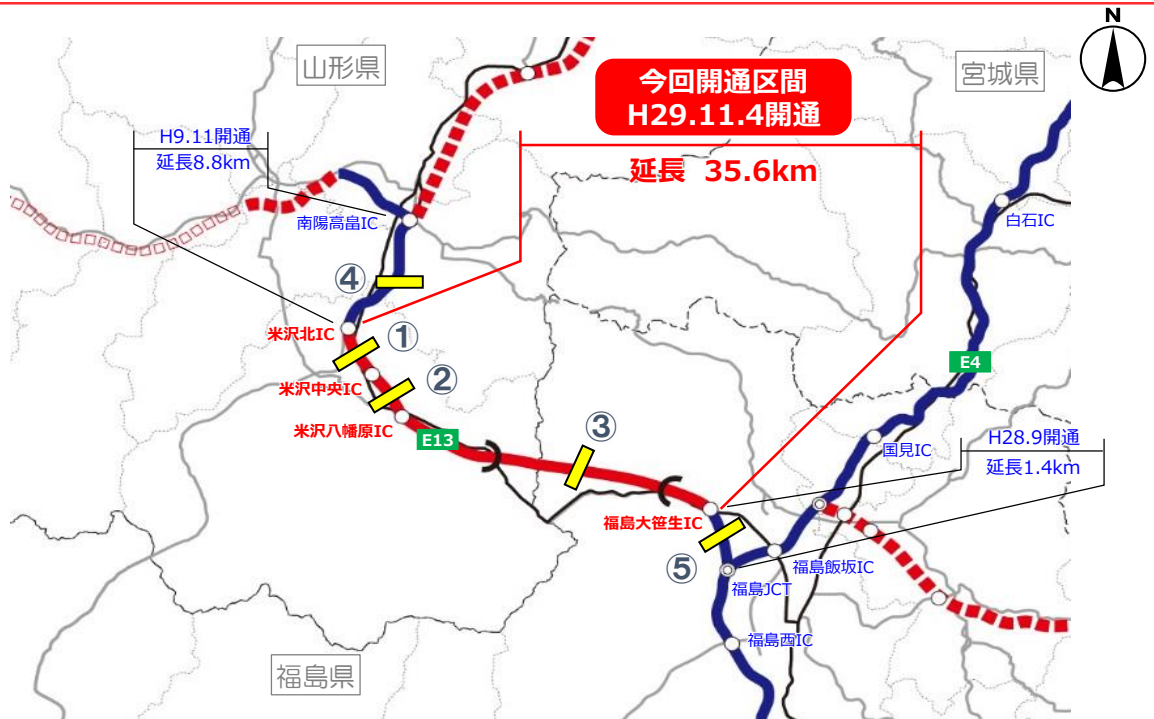 N
山形県
宮城県
今回開通区間
H29.11.4開通
延長 35.6km
H9.11開通
延長8.8km
南陽高畠IC
白石IC
④
米沢北IC
①
米沢中央IC
②
米沢八幡原IC
E13
③
E4
国見IC
H28.9開通
延長1.4km
福島大笹生IC
⑤
福島飯坂IC
福島JCT
福島西IC
福島県